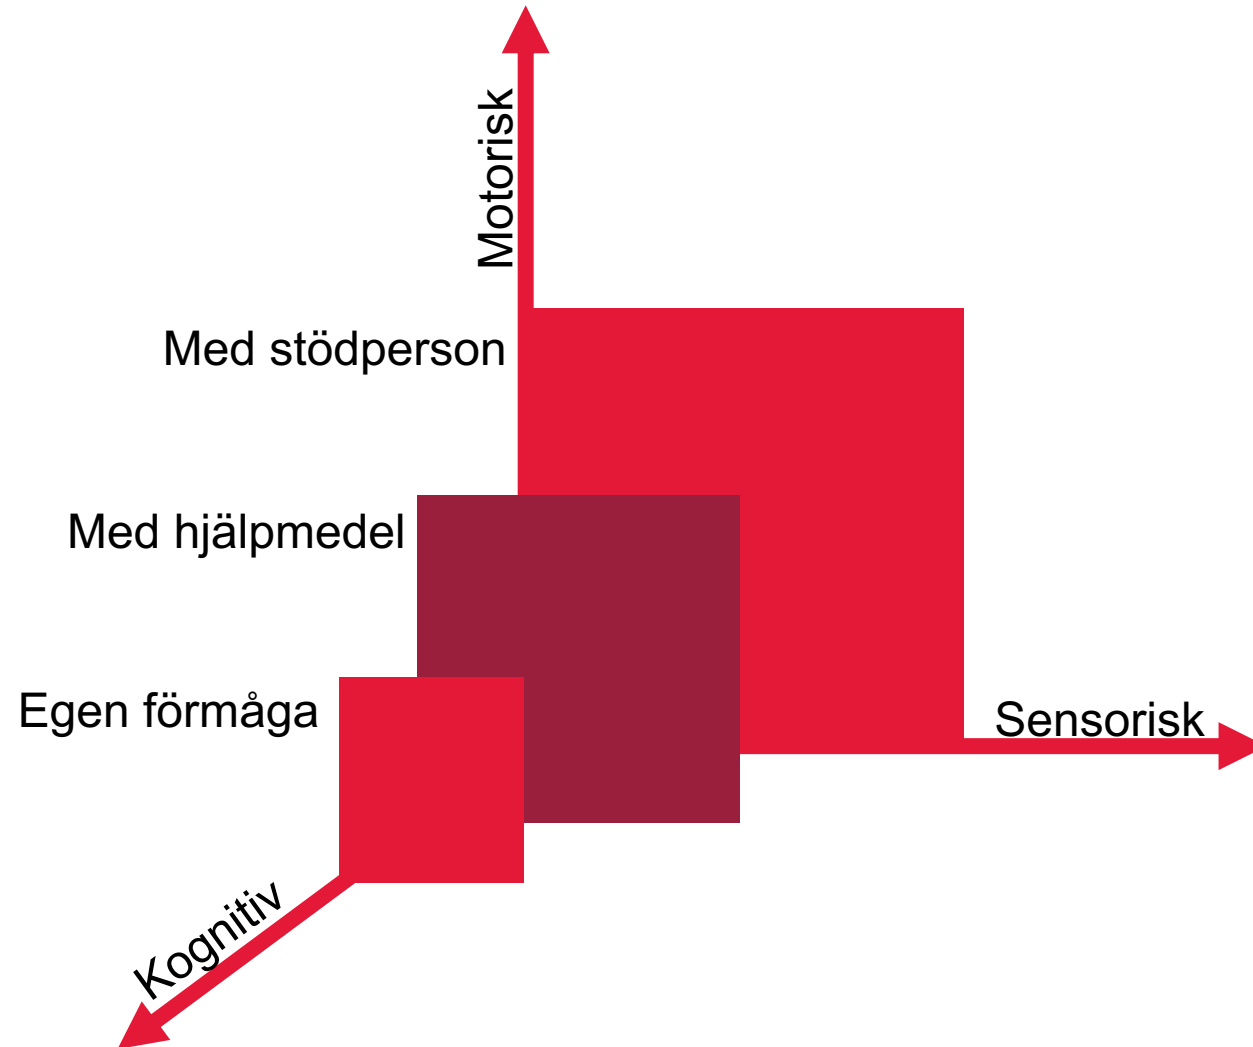 Motorisk
Med stödperson
Med hjälpmedel
Egen förmåga
Sensorisk
Kognitiv